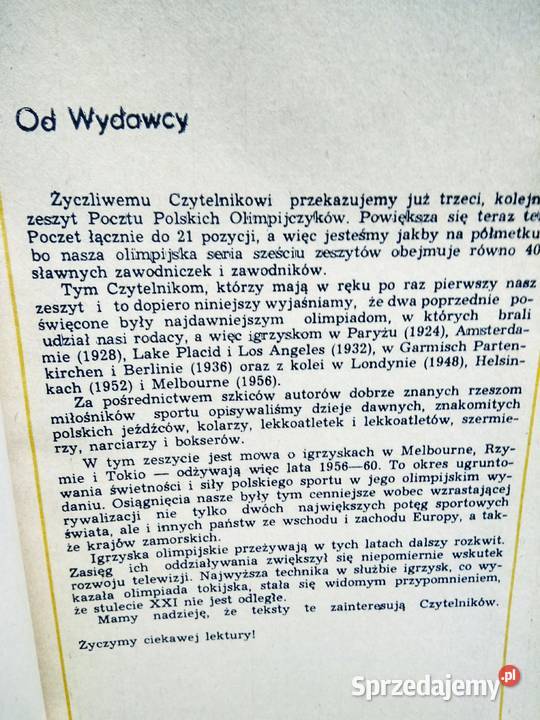 Od Wydawcy
Życzliwemu Czytelnikowi przekazujemy już trzeci, kolejn
zeszyt Pocztu Polskich Olimpijczyków. Powiększa się teraz te
Poczet łącznie do 21 pozycji, a więc jesteśmy jakby na półmetku
bo nasza olimpijska seria sześciu zeszytów obejmuje równo 40
sławnych zawodniczek i zawodników.
Tym Czytelnikom, którzy mają w ręku po raz pierwszy nasz
zeszyt i to dopiero niniejszy wyjaśniamy, że dwa poprzednie po-
święcone były najdawniejszym olimpiadom, w których brali
udział nasi rodacy, a więc igrzyskom w Paryżu (1924), Amsterda-
mie (1928), Lake Placid i Los Angeles (1932), w Garmisch Parten-
kirchen i Berlinie (1936) oraz z kolei w Londynie (1948), Helsin-
kach (1952) i Melbourne (1956).
Za pośrednictwem szkiców autorów dobrze znanych rzeszom
miłośników sportu opisywaliśmy dzieje dawnych, znakomitych
polskich jeźdźców, kolarzy, lekkoatletek i lekkoatletów, szermie-
rzy, narciarzy i bokserów.
W tym zeszycie jest mowa o igrzyskach w Melbourne, Rzy-
mie i Tokio — odżywają więc lata 1956—60. To okres ugrunto-
wania świetności i siły polskiego sportu w jego olimpijskim wy-
daniu. Osiągnięcia nasze były tym cenniejsze wobec wzrastającej
rywalizacji nie tylko dwóch największych potęg sportowych
świata, ale i innych państw ze wschodu i zachodu Europy, a tak-
że krajów zamorskich.
Igrzyska olimpijskie przeżywają w tych latach dalszy rozkwit.
Zasięg ich oddziaływania zwiększył się niepomiernie wskutek
rozwoju telewizji. Najwyższa technika w służbie igrzysk, co wy-
kazała olimpiada tokijska, stała się widomym przypomnieniem,
że stulecie XXI nie jest odległe.
Mamy nadzieję, że teksty te zainteresują Czytelników.
Życzymy ciekawej lektury!
Sprzedajemy.pl